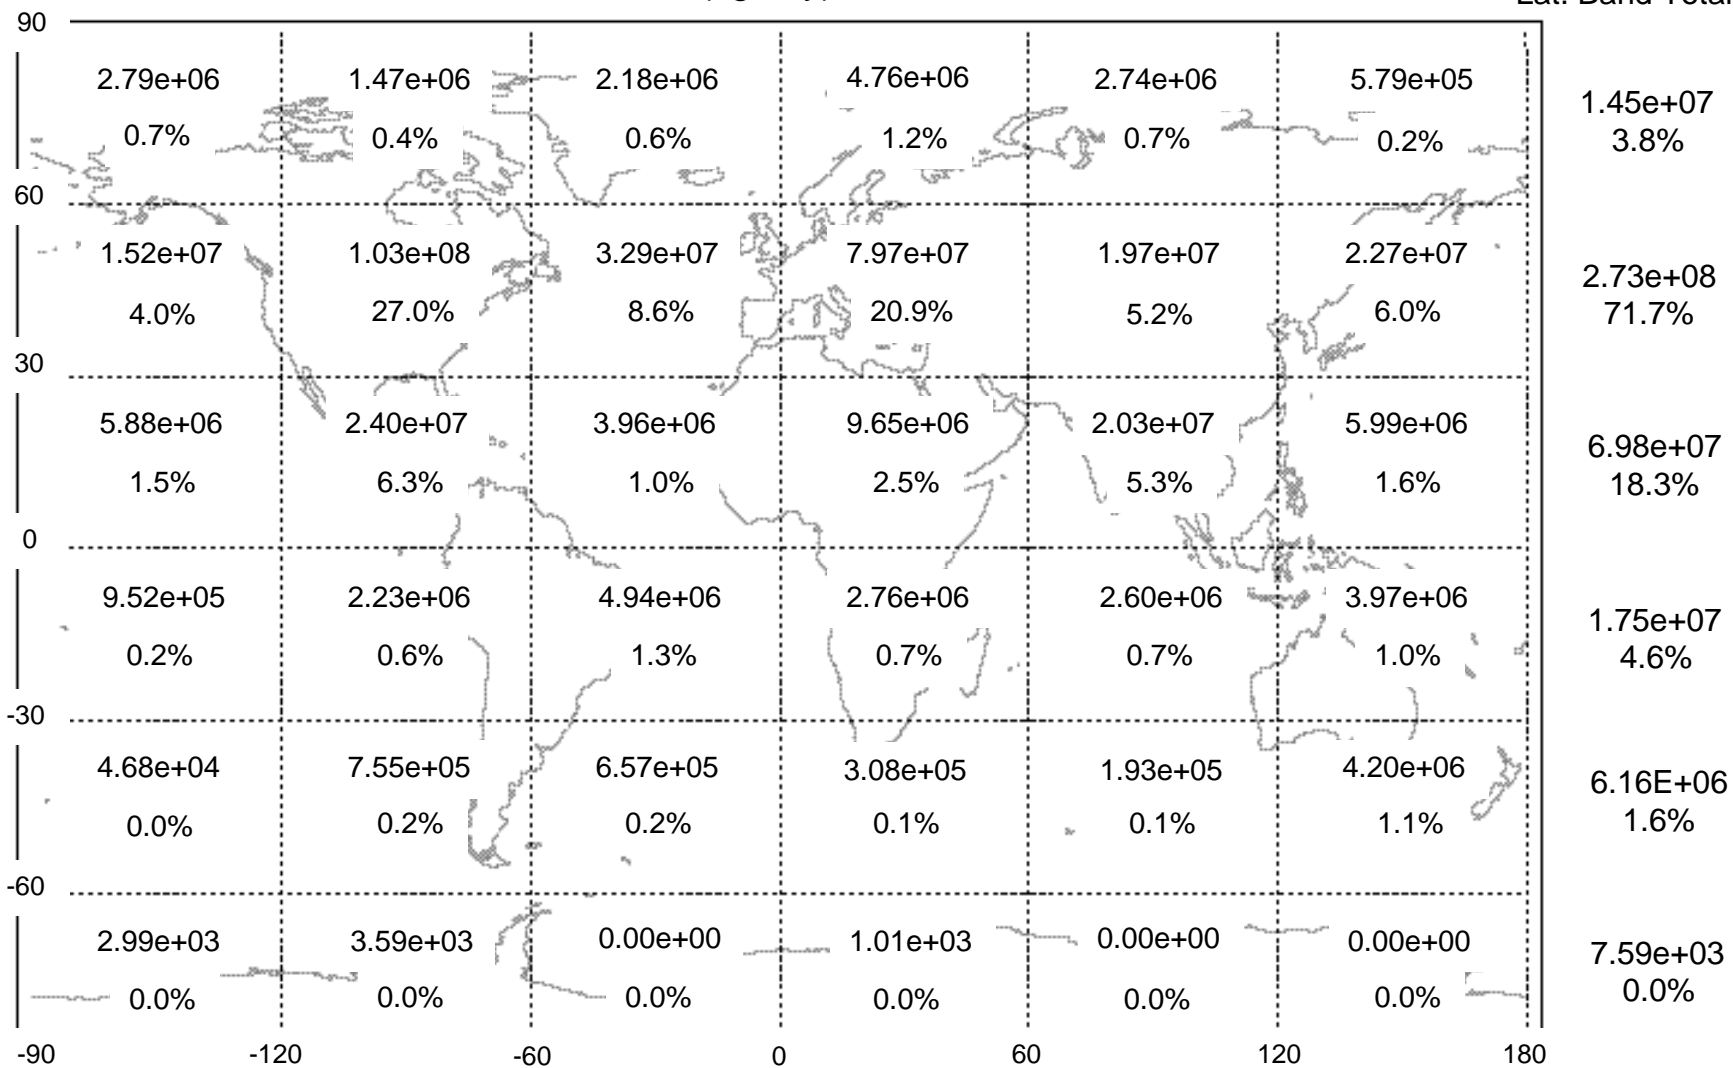 90
2.79e+06 1.47e+06 2.18e+06 4.76e+06 2.74e+06 5.79e+05 1.45e+07
0.7% 0.4% 0.6% 1.2% 0.7% 0.2% 3.8%
60
1.52e+07 1.03e+08 3.29e+07 7.97e+07 1.97e+07 2.27e+07 2.73e+08
4.0% 27.0% 8.6% 20.9% 5.2% 6.0% 71.7%
30
5.88e+06 2.40e+07 3.96e+06 9.65e+06 2.03e+07 5.99e+06 6.98e+07
1.5% 6.3% 1.0% 2.5% 5.3% 1.6% 18.3%
0
9.52e+05 2.23e+06 4.94e+06 2.76e+06 2.60e+06 3.97e+06 1.75e+07
0.2% 0.6% 1.3% 0.7% 0.7% 1.0% 4.6%
-30
4.68e+04 7.55e+05 6.57e+05 3.08e+05 1.93e+05 4.20e+06 6.16E+06
0.0% 0.2% 0.2% 0.1% 0.1% 1.1% 1.6%
-60
2.99e+03 3.59e+03 0.00e+00 1.01e+03 0.00e+00 0.00e+00 7.59e+03
0.0% 0.0% 0.0% 0.0% 0.0% 0.0% 0.0%
-90 -120 -60 0 60 120 180